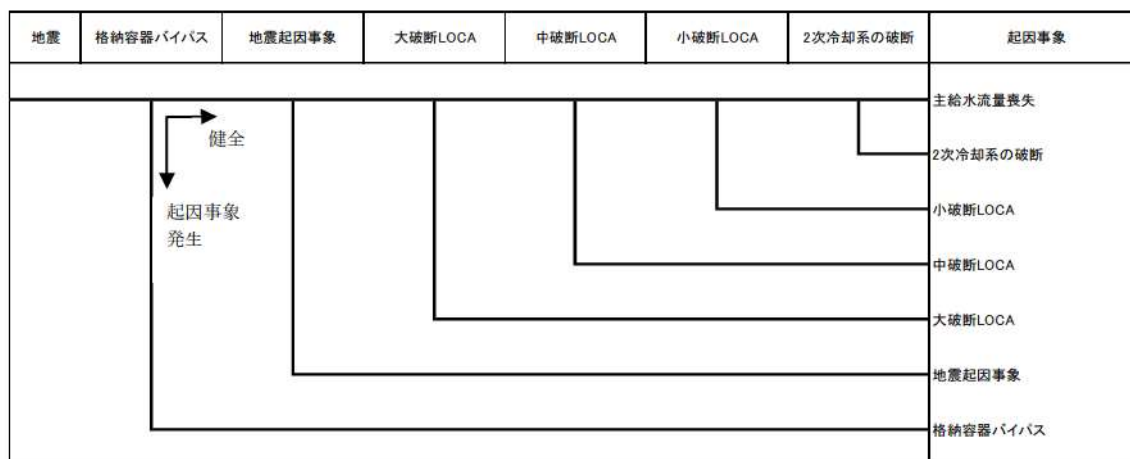 地震
格納容器バイパス
地震起因事象
大破断LOCA
中破断LOCA
小破断LOCA
2次冷却系の破断
起因事象
主給水流量喪失
健全
2次冷却系の破断
起因事象
発生
小破断LOCA
中破断LOCA
大破断LOCA
地震起因事象
格納容器バイパス